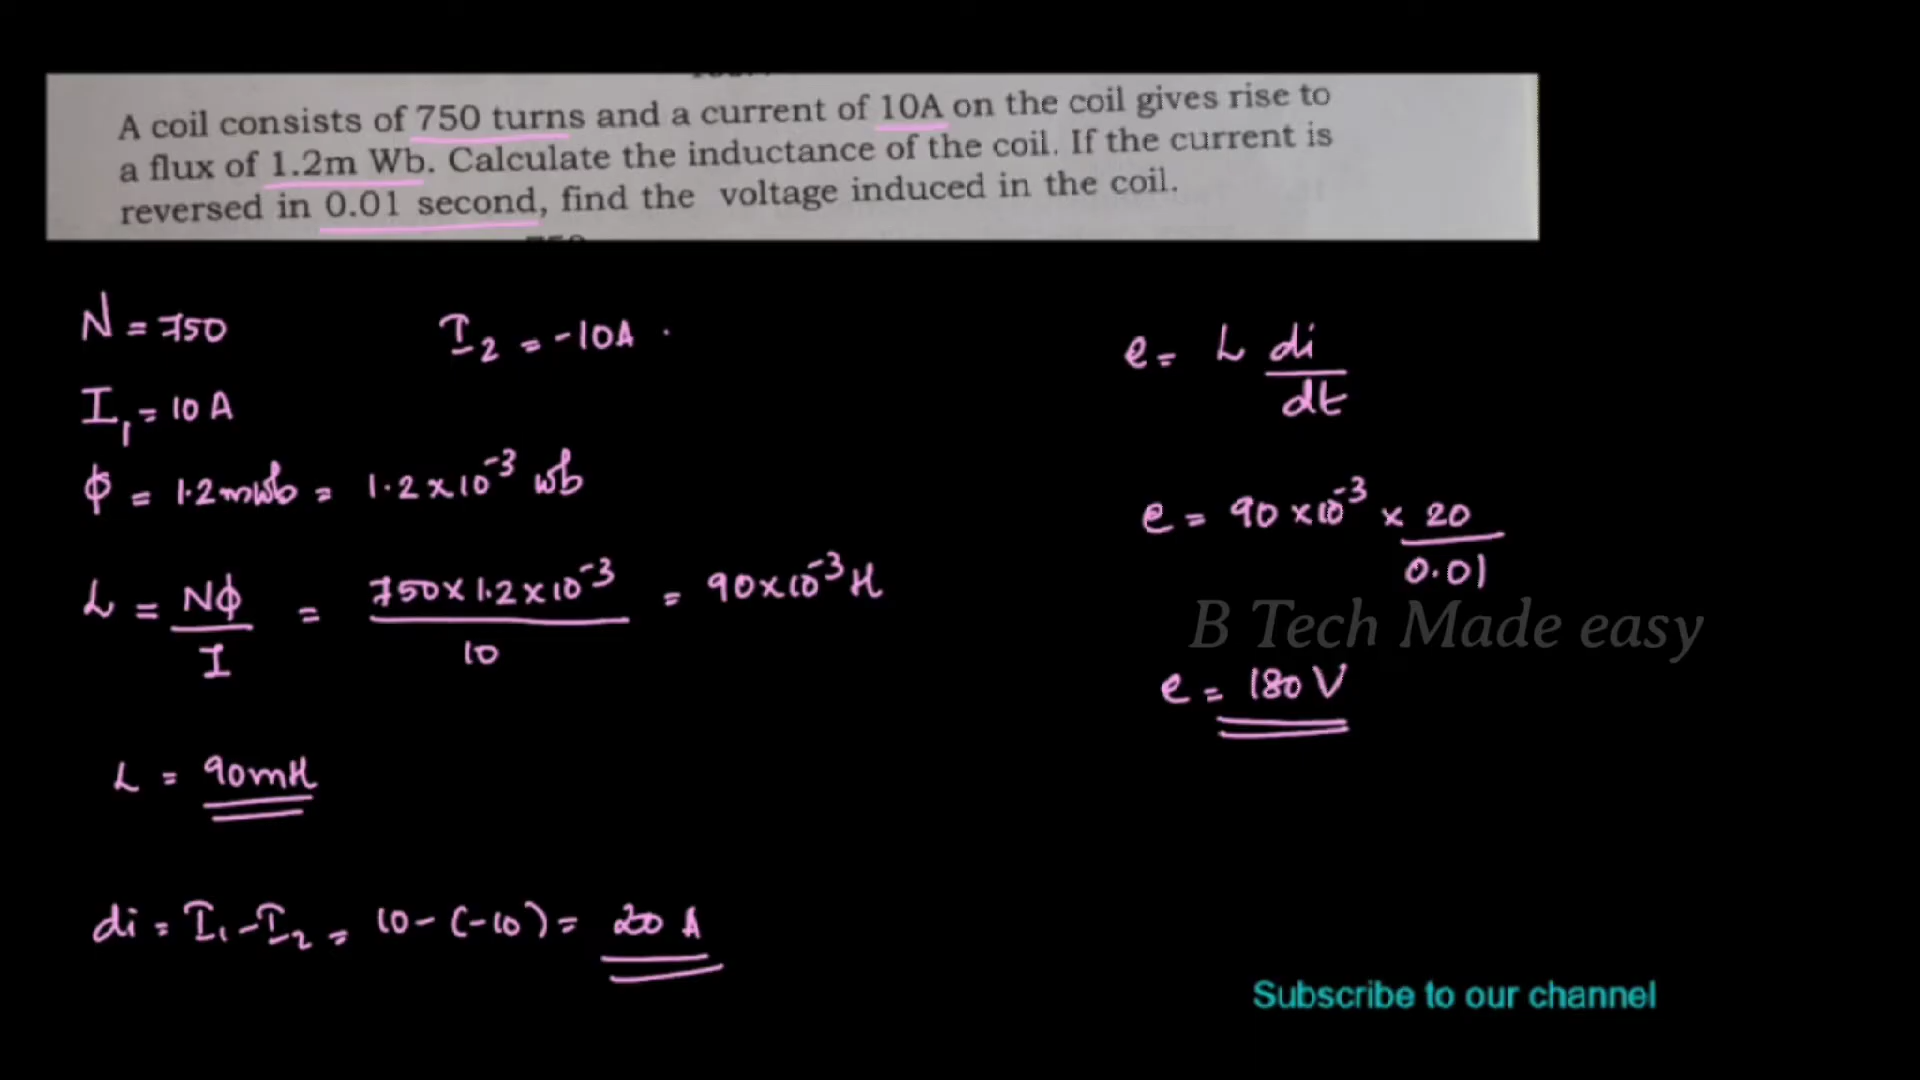 A coil consists of 750 turns and a current of 10A on the coil gives rise to
a flux of 1.2m Wb. Calculate the inductance of the coil. If the current is
reversed in 0.01 second, find the voltage induced in the coil.
N = 750
I₂ = -10A .
I₁ = 10 A
ϕ = 1.2mWb = 1.2 x 10⁻³ wb
L = Nϕ / I = 750 x 1.2 x 10⁻³ / 10 = 90 x 10⁻³ H
L = 90mH
di = I₁ - I₂ = 10 - (-10) = 20 A
e = L di / dt
e = 90 x 10⁻³ x 20 / 0.01
B Tech Made easy
e = 180 V
Subscribe to our channel